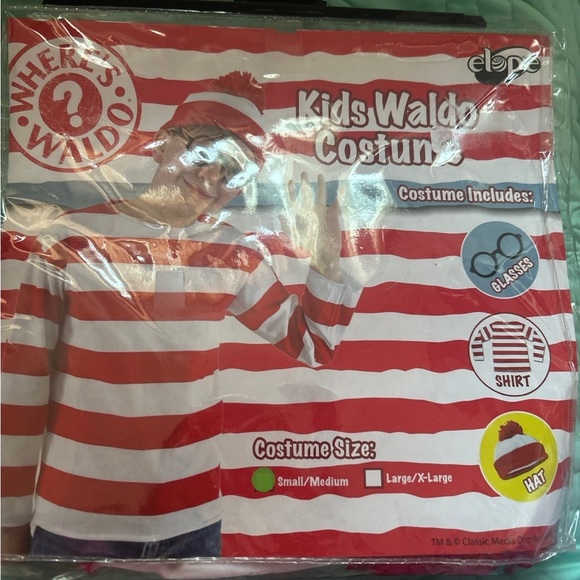 WHERE'S
WALDO
?
elope
Kids Waldo
Costume
Costume Includes:
GLASSES
SHIRT
Costume Size:
Small/Medium
Large/X-Large
HAT
TM & © Classic Media